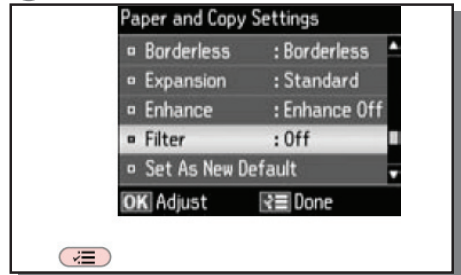 Paper and Copy Settings
Borderless : Borderless
Expansion : Standard
Enhance : Enhance Off
Filter : Off
Set As New Default
OK Adjust Done